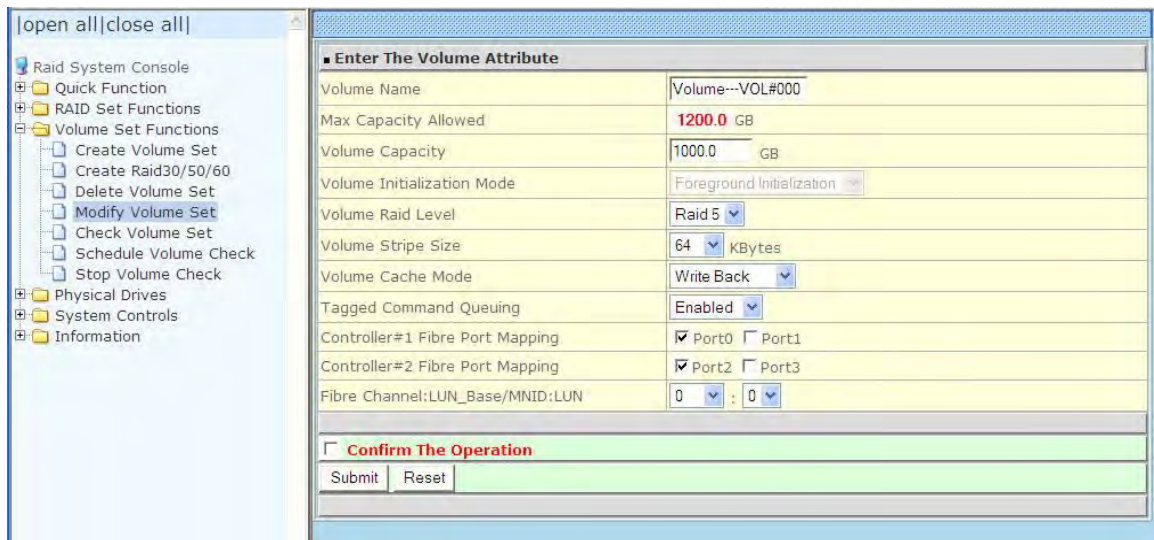 |open all|close all|
Raid System Console
Quick Function
RAID Set Functions
Volume Set Functions
Create Volume Set
Create Raid30/50/60
Delete Volume Set
Modify Volume Set
Check Volume Set
Schedule Volume Check
Stop Volume Check
Physical Drives
System Controls
Information
Enter The Volume Attribute
Volume Name Volume---VOL#000
Max Capacity Allowed 1200.0 GB
Volume Capacity 1000.0 GB
Volume Initialization Mode Foreground Initialization
Volume Raid Level Raid 5
Volume Stripe Size 64 KBytes
Volume Cache Mode Write Back
Tagged Command Queuing Enabled
Controller#1 Fibre Port Mapping Port0 Port1
Controller#2 Fibre Port Mapping Port2 Port3
Fibre Channel:LUN_Base/MNID:LUN 0 : 0
Confirm The Operation
Submit Reset